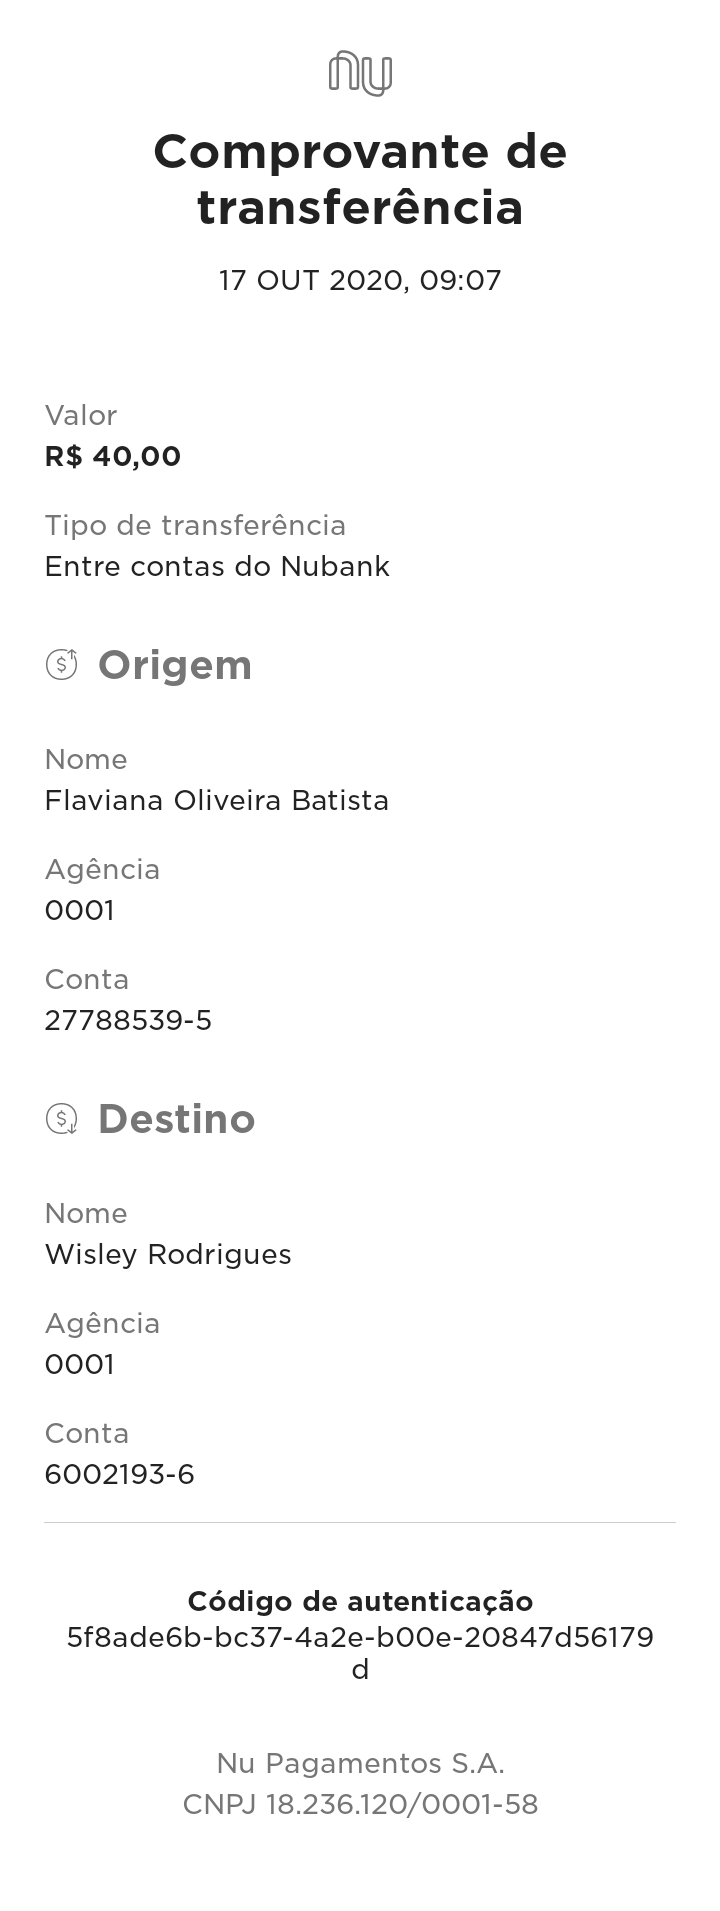 nu
Comprovante de
transferência
17 OUT 2020, 09:07
Valor
R$ 40,00
Tipo de transferência
Entre contas do Nubank
Origem
Nome
Flaviana Oliveira Batista
Agência
0001
Conta
27788539-5
Destino
Nome
Wisley Rodrigues
Agência
0001
Conta
6002193-6
Código de autenticação
5f8ade6b-bc37-4a2e-b00e-20847d56179
d
Nu Pagamentos S.A.
CNPJ 18.236.120/0001-58